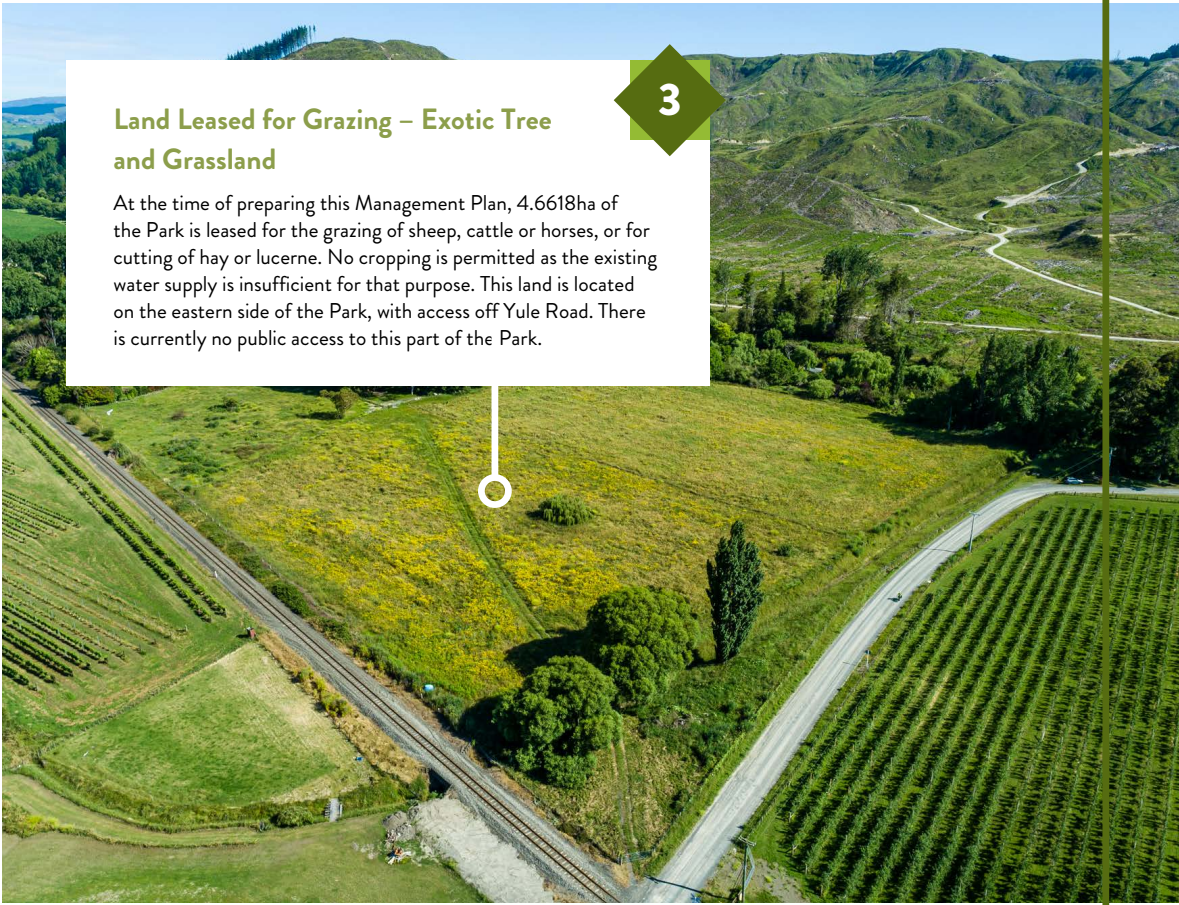 3
Land Leased for Grazing – Exotic Tree
and Grassland
At the time of preparing this Management Plan, 4.6618ha of
the Park is leased for the grazing of sheep, cattle or horses, or for
cutting of hay or lucerne. No cropping is permitted as the existing
water supply is insufficient for that purpose. This land is located
on the eastern side of the Park, with access off Yule Road. There
is currently no public access to this part of the Park.